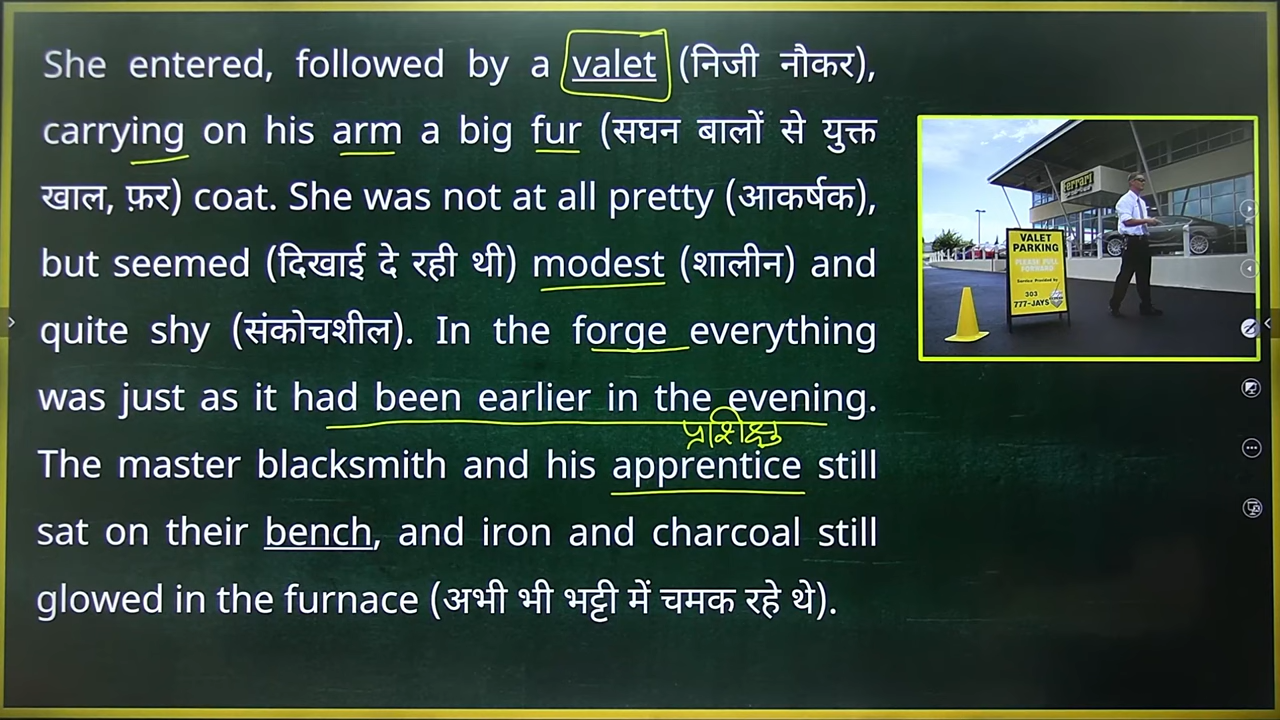 She entered, followed by a valet (निजी नौकर),
carrying on his arm a big fur (सघन बालों से युक्त
खाल, फ़र) coat. She was not at all pretty (आकर्षक),
but seemed (दिखाई दे रही थी) modest (शालीन) and
quite shy (संकोचशील). In the forge everything
was just as it had been earlier in the evening.
प्रशिक्षु
The master blacksmith and his apprentice still
sat on their bench, and iron and charcoal still
glowed in the furnace (अभी भी भट्टी में चमक रहे थे).
Ferrari
VALET
PARKING
PLEASE PULL
FORWARD
Service Provided by
303
777-JAYS